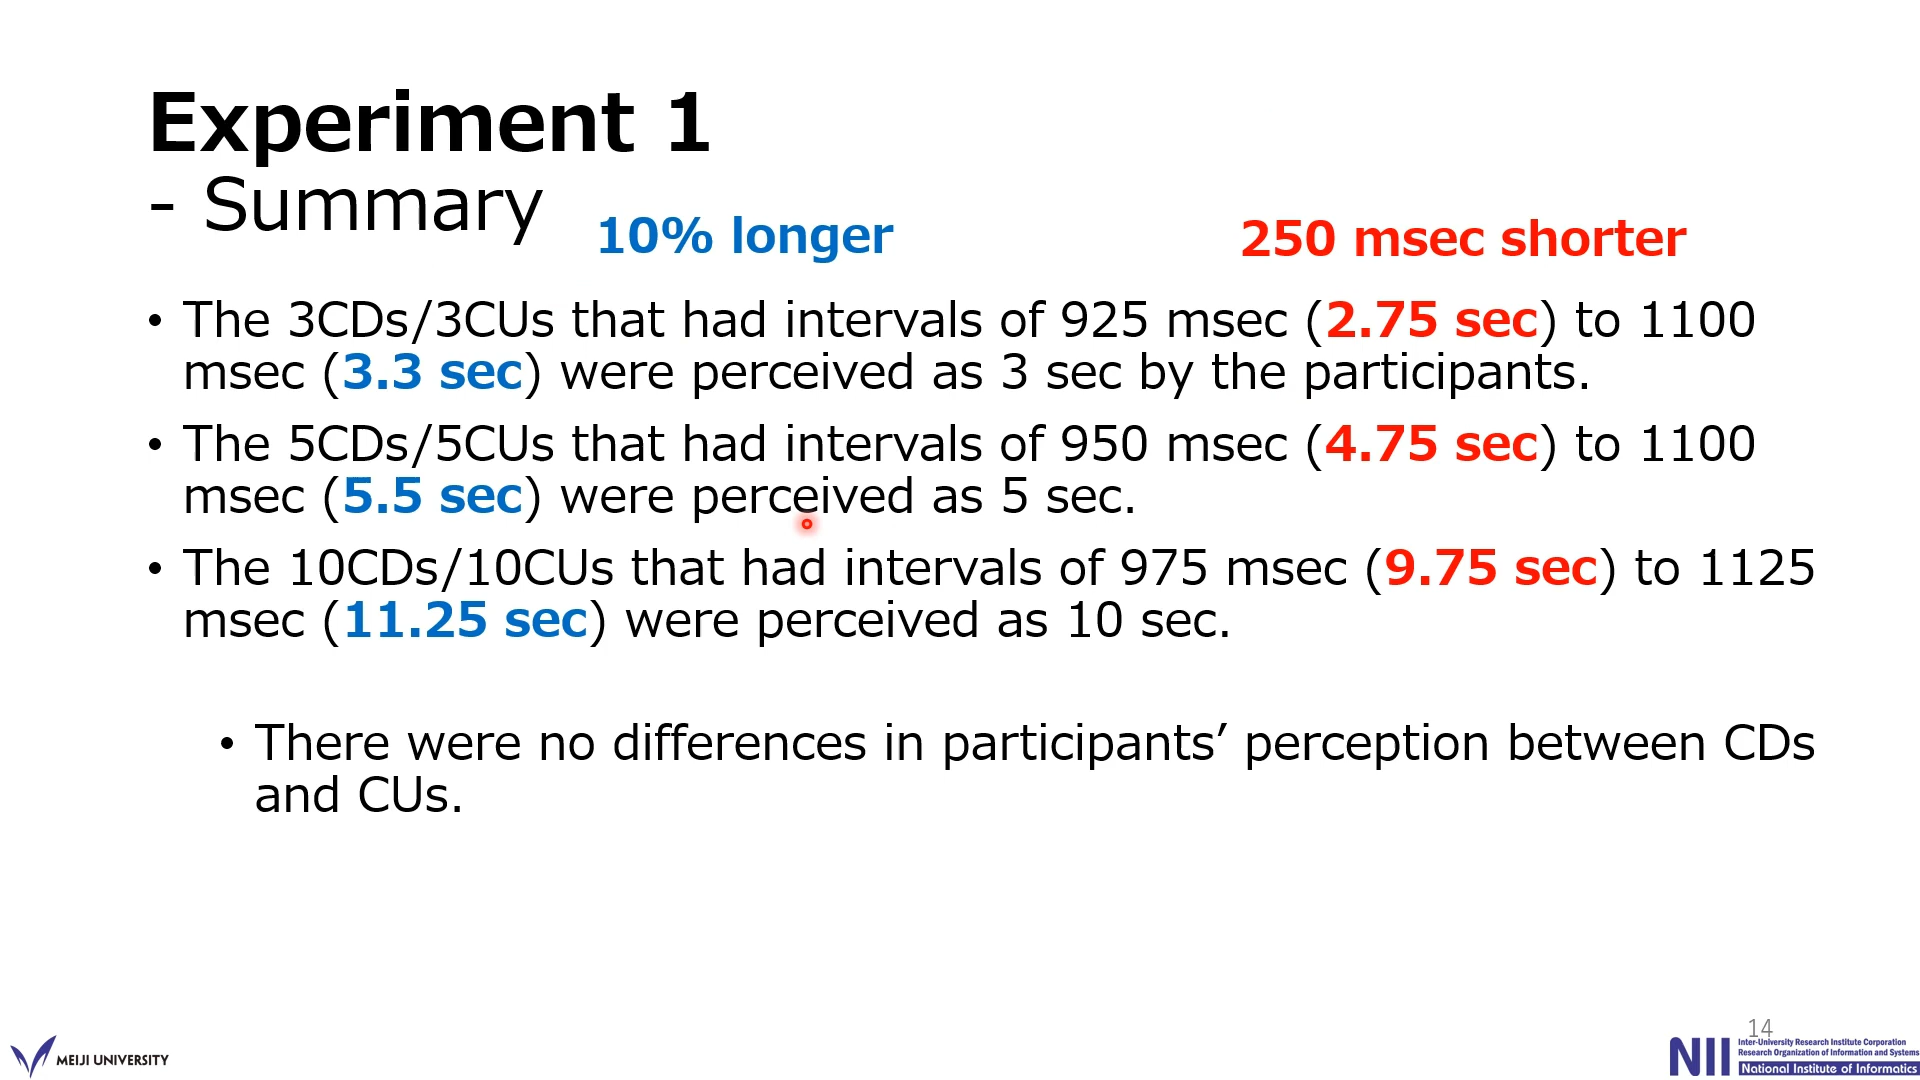 Experiment 1
- Summary
10% longer
250 msec shorter
• The 3CDs/3CUs that had intervals of 925 msec (2.75 sec) to 1100
msec (3.3 sec) were perceived as 3 sec by the participants.
• The 5CDs/5CUs that had intervals of 950 msec (4.75 sec) to 1100
msec (5.5 sec) were perceived as 5 sec.
• The 10CDs/10CUs that had intervals of 975 msec (9.75 sec) to 1125
msec (11.25 sec) were perceived as 10 sec.
• There were no differences in participants’ perception between CDs
and CUs.
14
MEIJI UNIVERSITY
NII
Inter-University Research Institute Corporation
Research Organization of Information and Systems
National Institute of Informatics